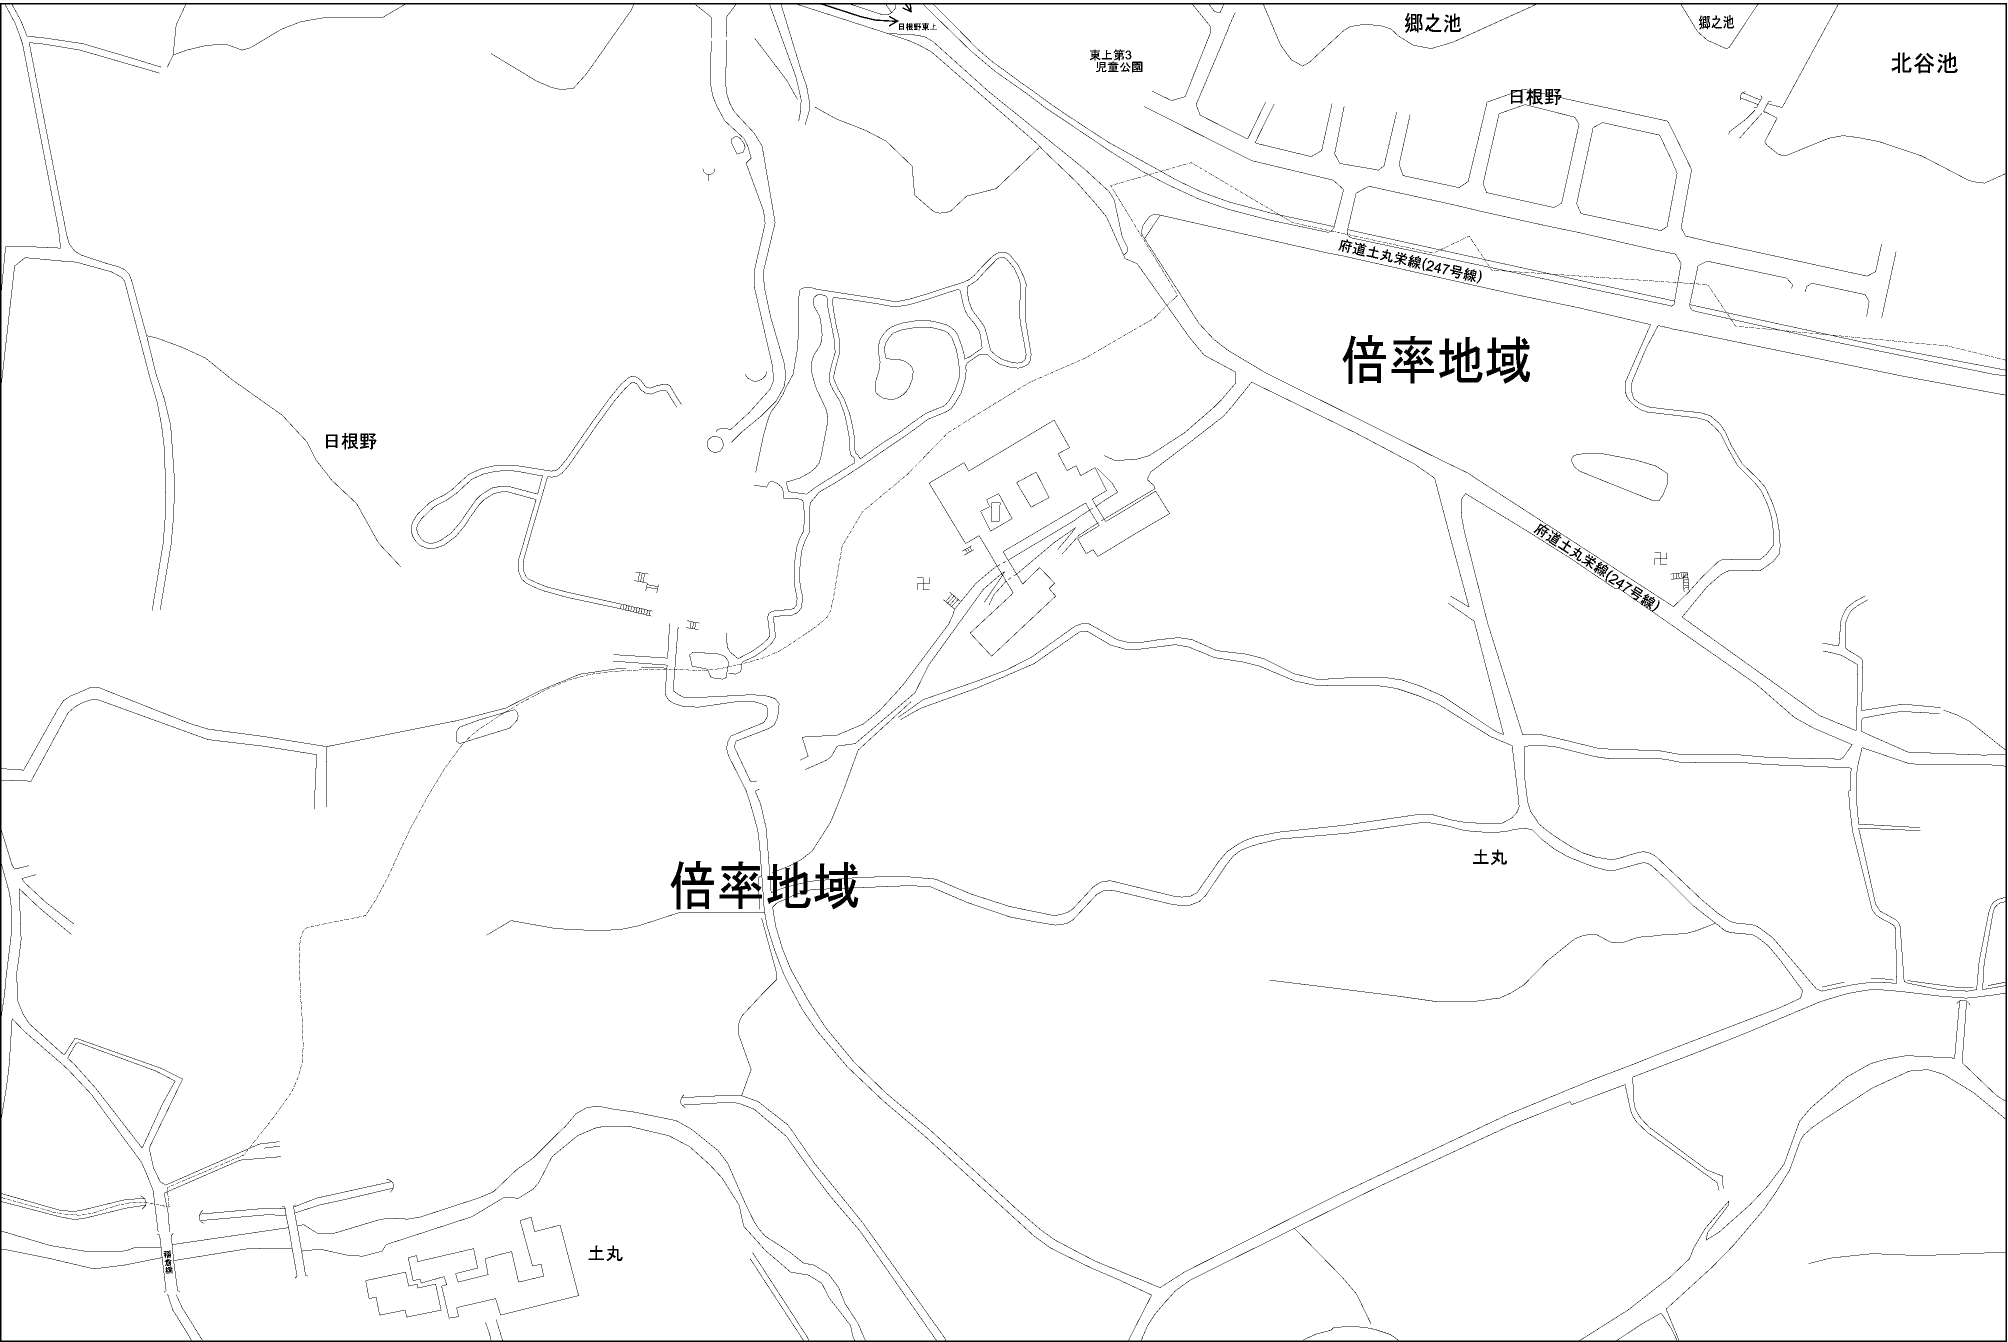 郷之池
郷之池
日根野東上
東上第3
児童公園
北谷池
日根野
府道土丸栄線(247号線)
倍率地域
日根野
府道土丸栄線(247号線)
土丸
倍率地域
土丸
稲倉線